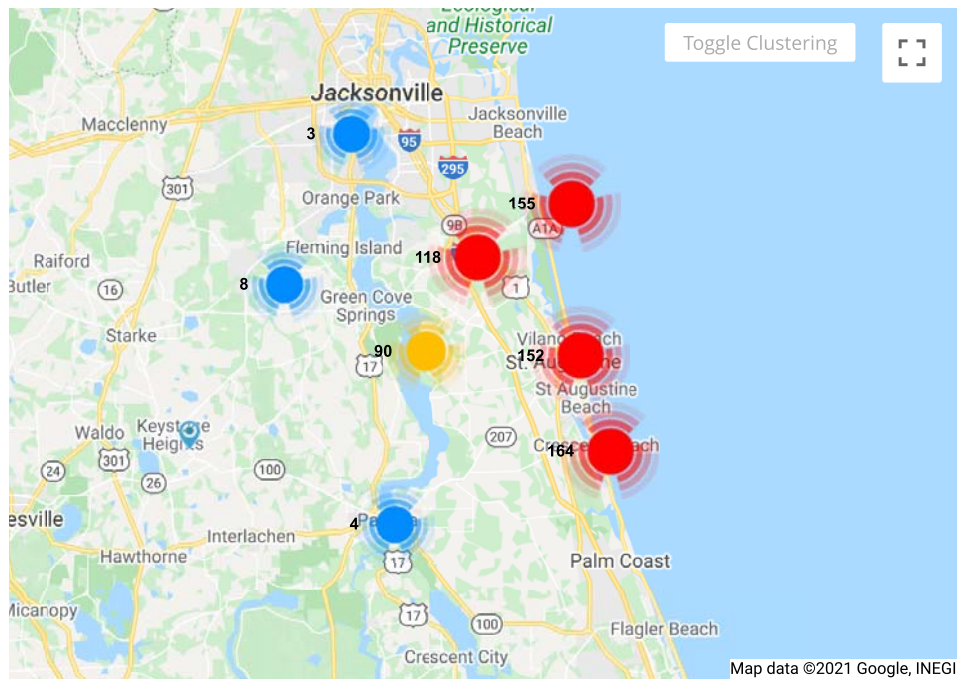 Ecological
and Historical
Preserve
Toggle Clustering
Jacksonville
Macclenny
Jacksonville
Beach
3
95
295
301
Orange Park
155
9B
A1A
Fleming Island
118
Raiford
Butler
16
8
1
Green Cove
Springs
Starke
Vilano Beach
90
152
St. Augustine
17
St Augustine
Beach
Waldo
Keystone
Heights
207
Crescent Beach
164
301
24
26
100
4
esville
Interlachen
Hawthorne
17
Palm Coast
Micanopy
17
100
Flagler Beach
Crescent City
Map data ©2021 Google, INEGI